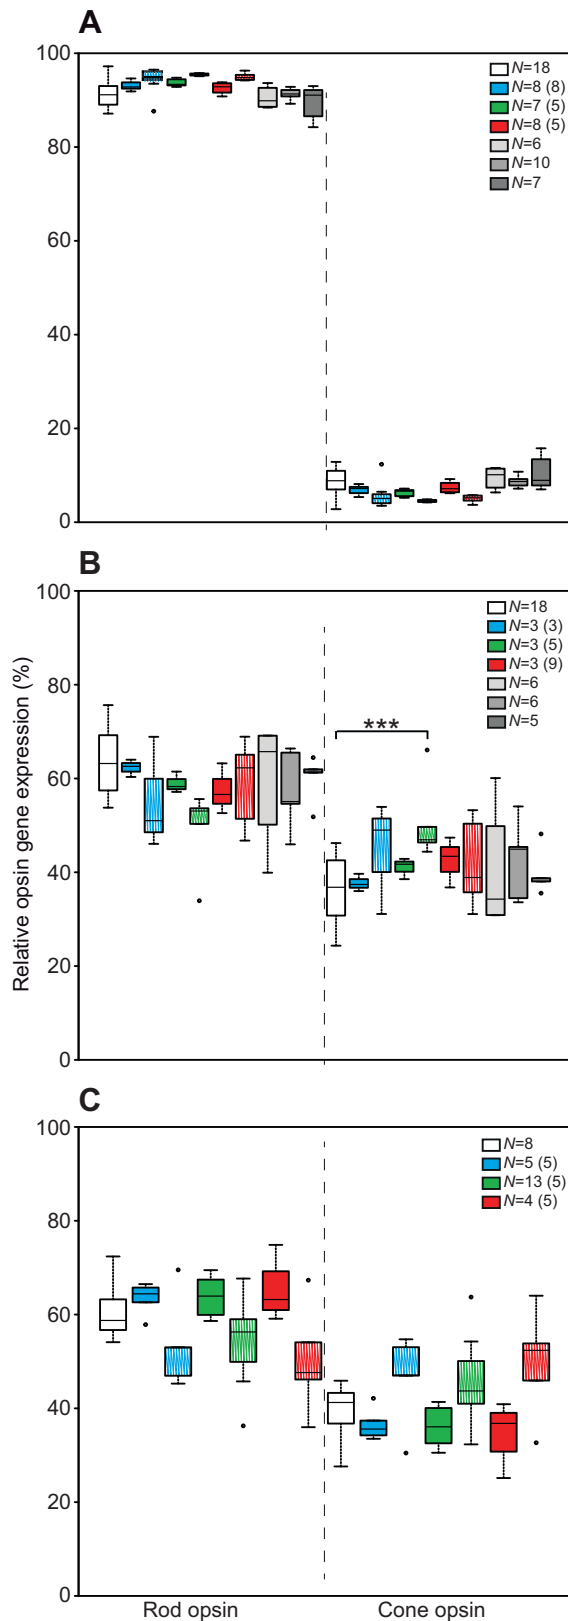 A
100
80
60
40
20
0
N=18
N=8 (8)
N=7 (5)
N=8 (5)
N=6
N=10
N=7
B
100
80
60
40
20
0
N=18
N=3 (3)
N=3 (5)
N=3 (9)
N=6
N=6
N=5
***
Relative opsin gene expression (%)
C
100
80
60
40
20
0
N=8
N=5 (5)
N=13 (5)
N=4 (5)
Rod opsin
Cone opsin